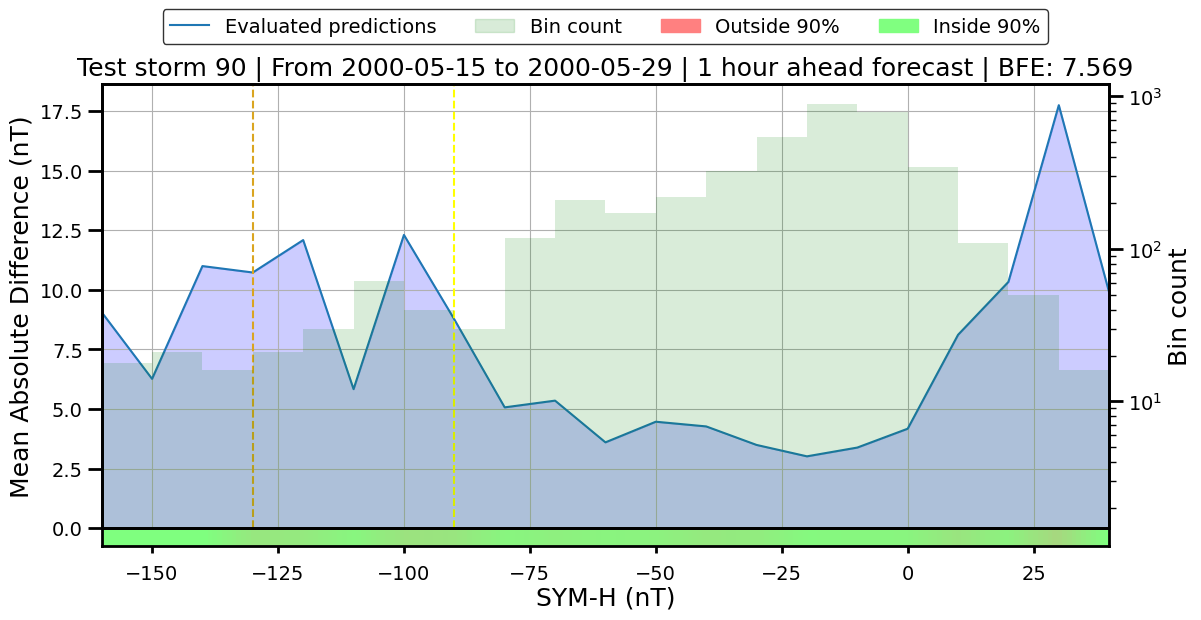 Evaluated predictions Bin count Outside 90% Inside 90%
Test storm 90 | From 2000-05-15 to 2000-05-29 | 1 hour ahead forecast | BFE: 7.569
Mean Absolute Difference (nT)
17.5
15.0
12.5
10.0
7.5
5.0
2.5
0.0
10³
10²
10¹
Bin count
−150 −125 −100 −75 −50 −25 0 25
SYM-H (nT)